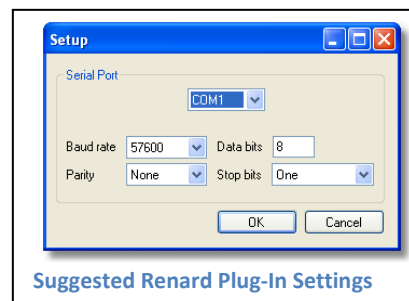 Setup
Serial Port
COM1
Baud rate 57600 Data bits 8
Parity None Stop bits One
OK Cancel
Suggested Renard Plug-In Settings